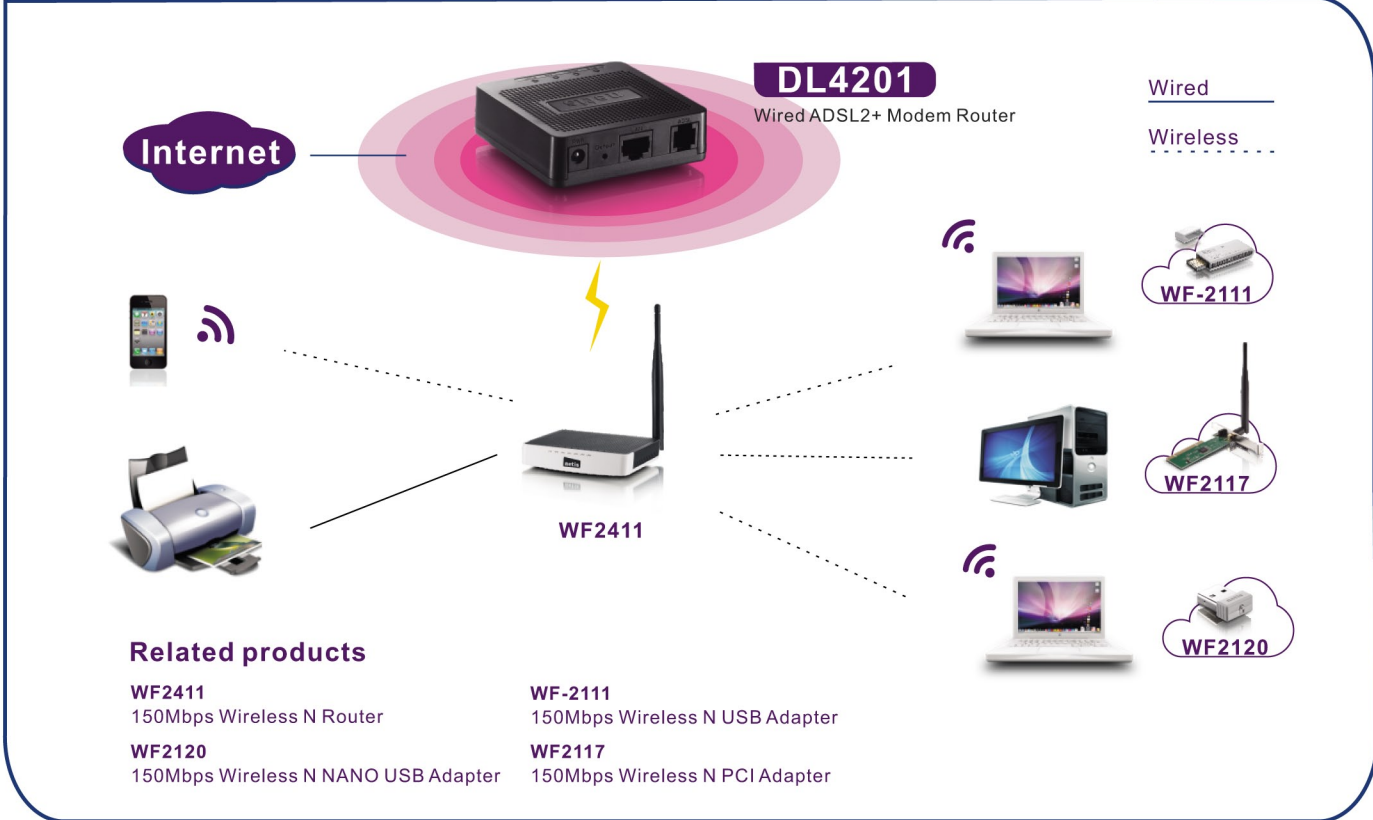 DL4201
Wired ADSL2+ Modem Router
Wired
Wireless
Internet
WF-2111
netis
WF2117
WF2411
WF2120
Related products
WF2411
150Mbps Wireless N Router
WF-2111
150Mbps Wireless N USB Adapter
WF2120
150Mbps Wireless N NANO USB Adapter
WF2117
150Mbps Wireless N PCI Adapter